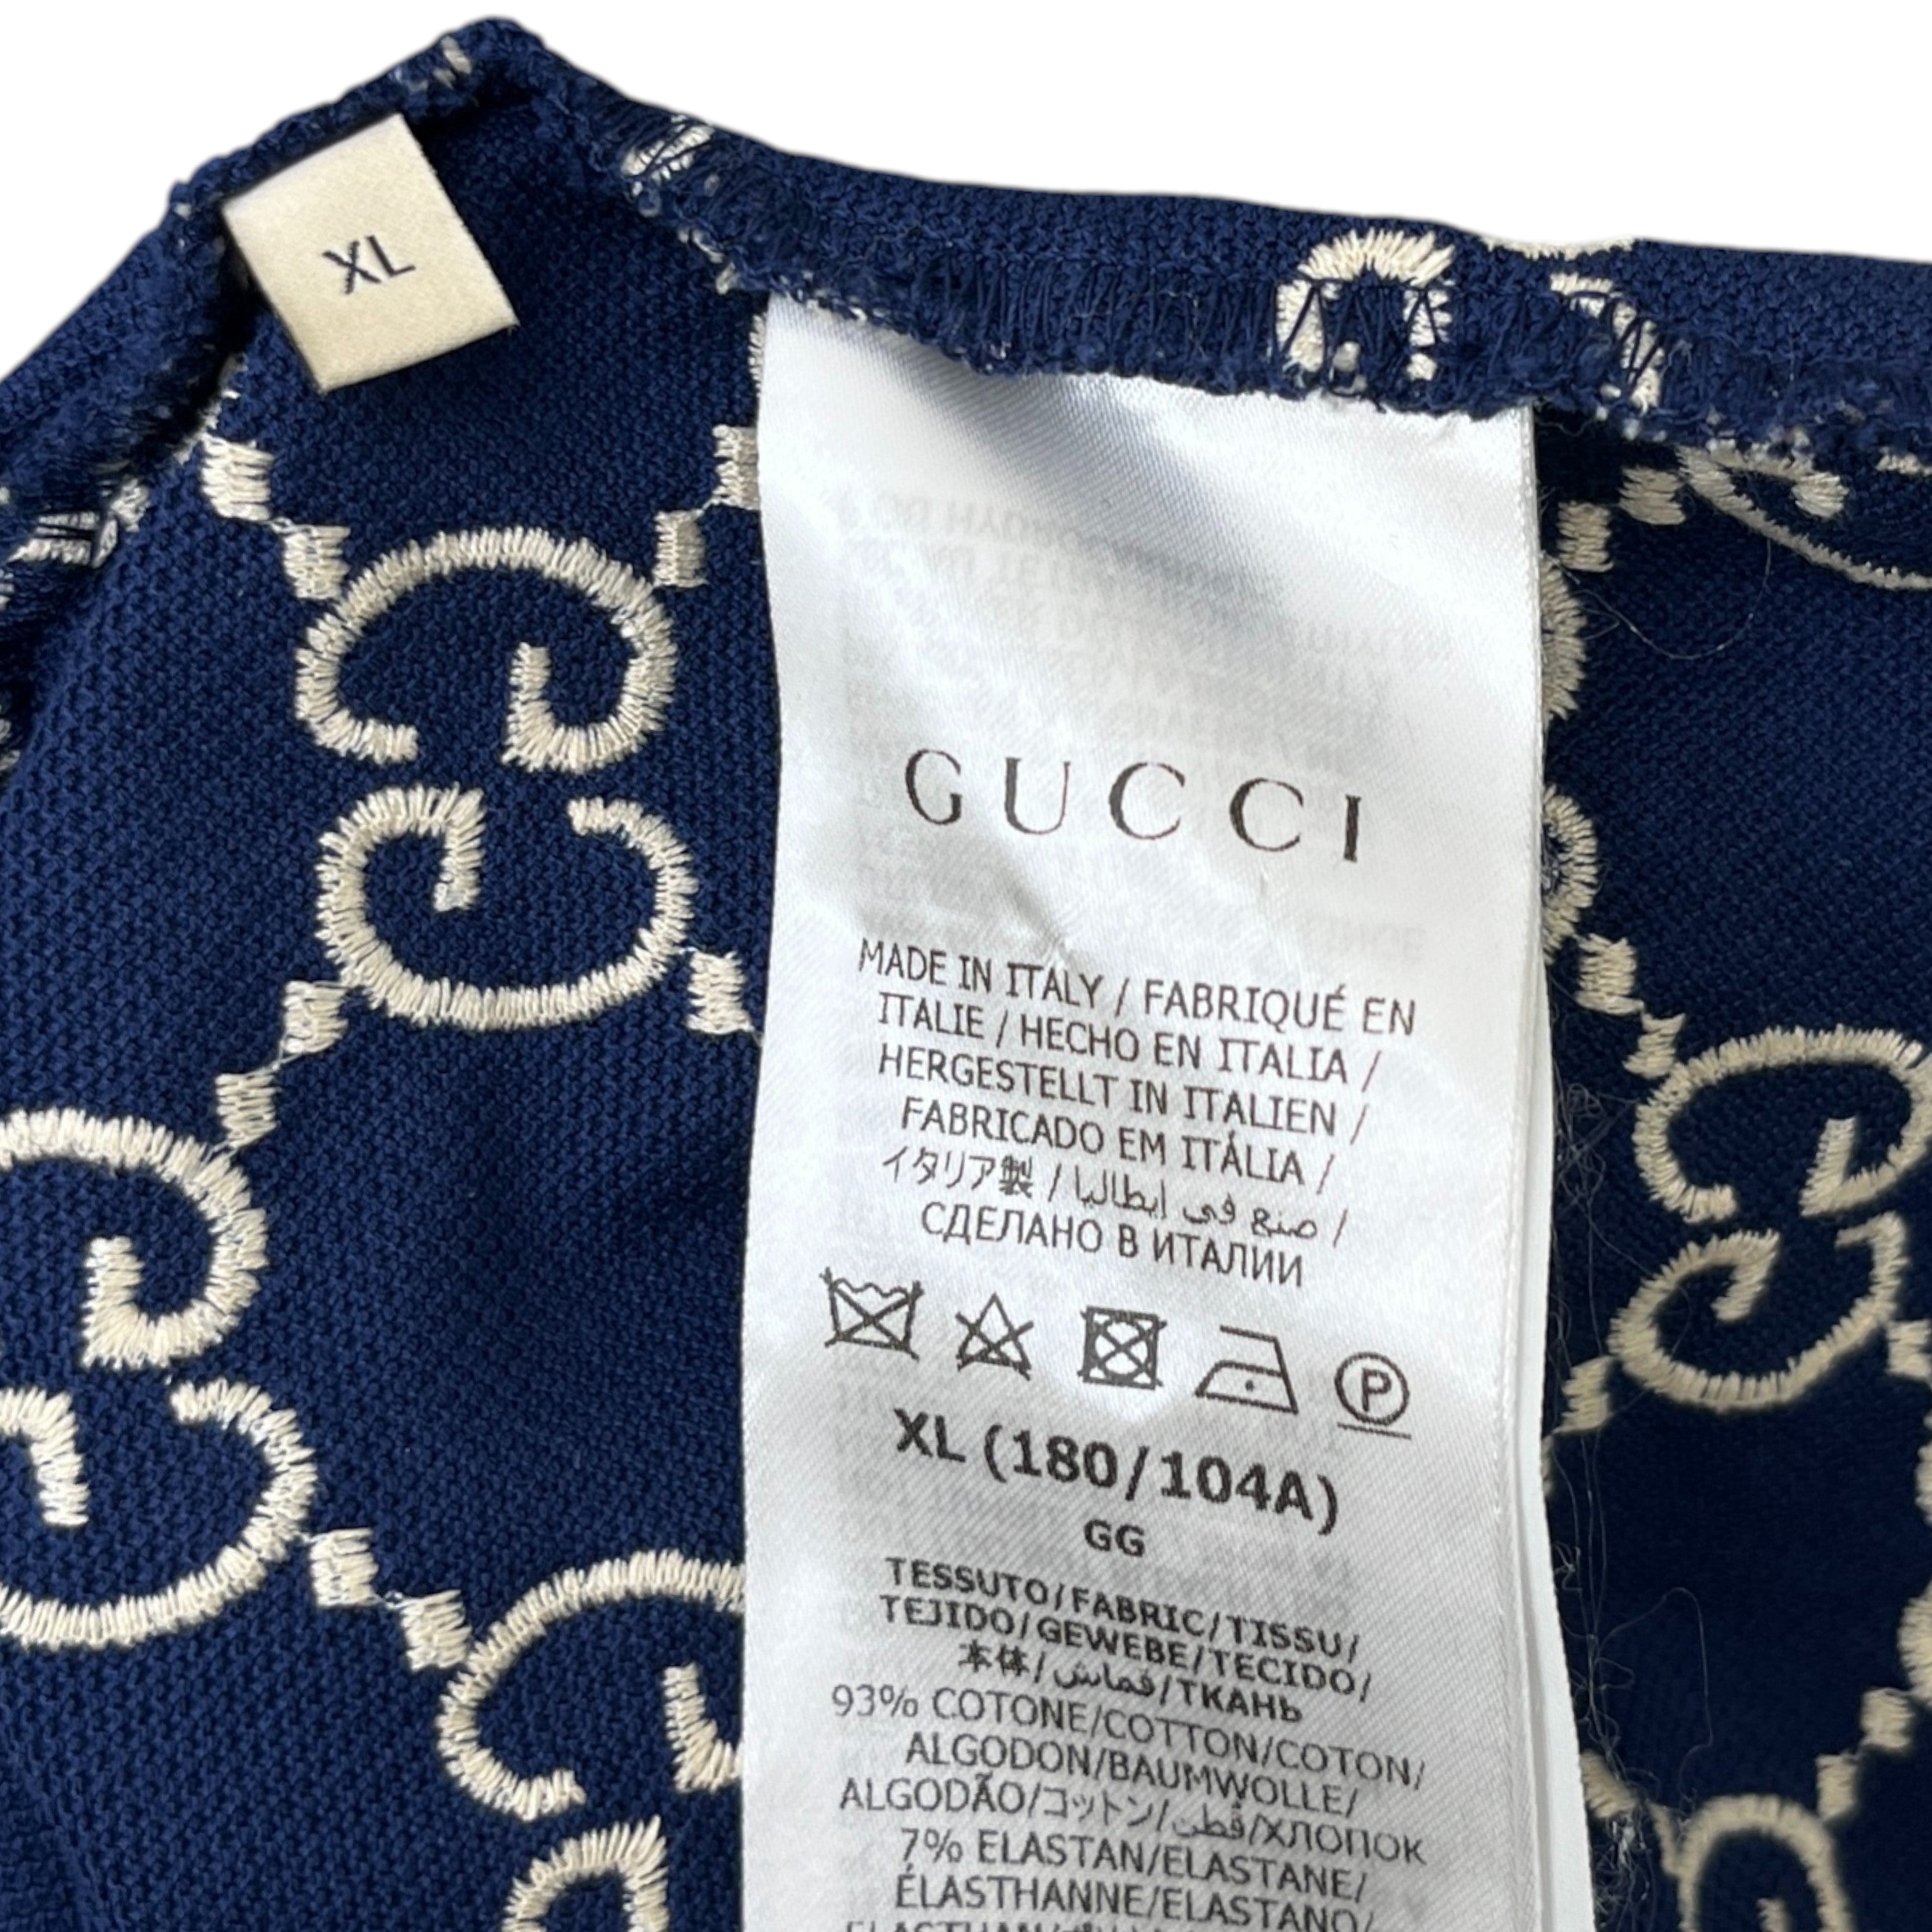 XL
GUCCI
MADE IN ITALY / FABRIQUÉ EN
ITALIE / HECHO EN ITALIA /
HERGESTELLT IN ITALIEN /
FABRICADO EM ITÁLIA /
イタリア製 / صنع في إيطاليا /
СДЕЛАНО В ИТАЛИИ
P
XL (180/104A)
GG
TESSUTO/FABRIC/TISSU/
TEJIDO/GEWEBE/TECIDO/
本体/قماش/ТКАНЬ
93% COTONE/COTTON/COTON/
ALGODON/BAUMWOLLE/
ALGODÃO/コットン/قطن/ХЛОПОК
7% ELASTAN/ELASTANE/
ÉLASTHANNE/ELASTANO/